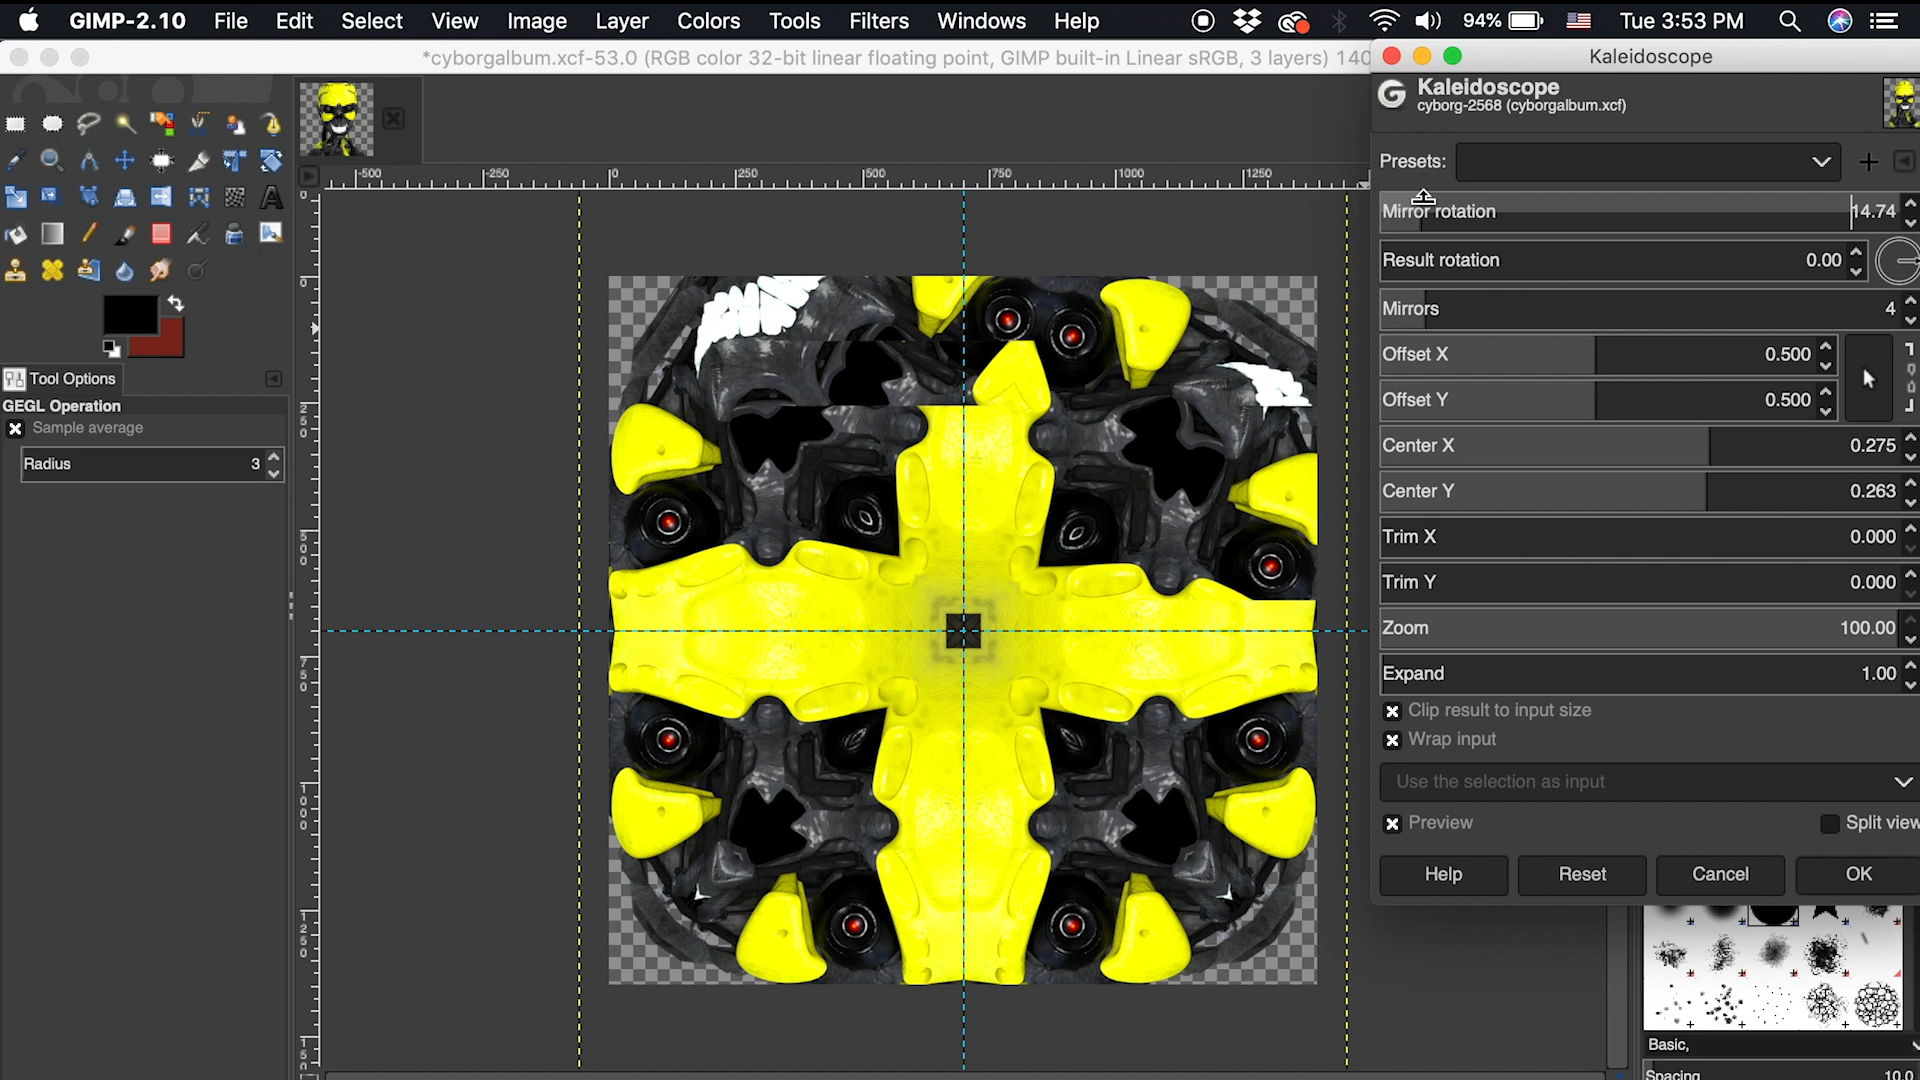 GIMP-2.10 File Edit Select View Image Layer Colors Tools Filters Windows Help 94% Tue 3:53 PM
*cyborgalbum.xcf-53.0 (RGB color 32-bit linear floating point, GIMP built-in Linear sRGB, 3 layers) 140
Kaleidoscope
Kaleidoscope
cyborg-2568 (cyborgalbum.xcf)
Presets:
-500 -250 0 250 500 750 1000 1250
Mirror rotation 14.74
Result rotation 0.00
Mirrors 4
Offset X 0.500
Offset Y 0.500
Tool Options
GEGL Operation
Sample average
Radius 3
Center X 0.275
Center Y 0.263
Trim X 0.000
Trim Y 0.000
Zoom 100.00
Expand 1.00
Clip result to input size
Wrap input
Use the selection as input
Preview Split view
Help Reset Cancel OK
0
250
500
750
1000
1250
Basic,
Spacing 10.0